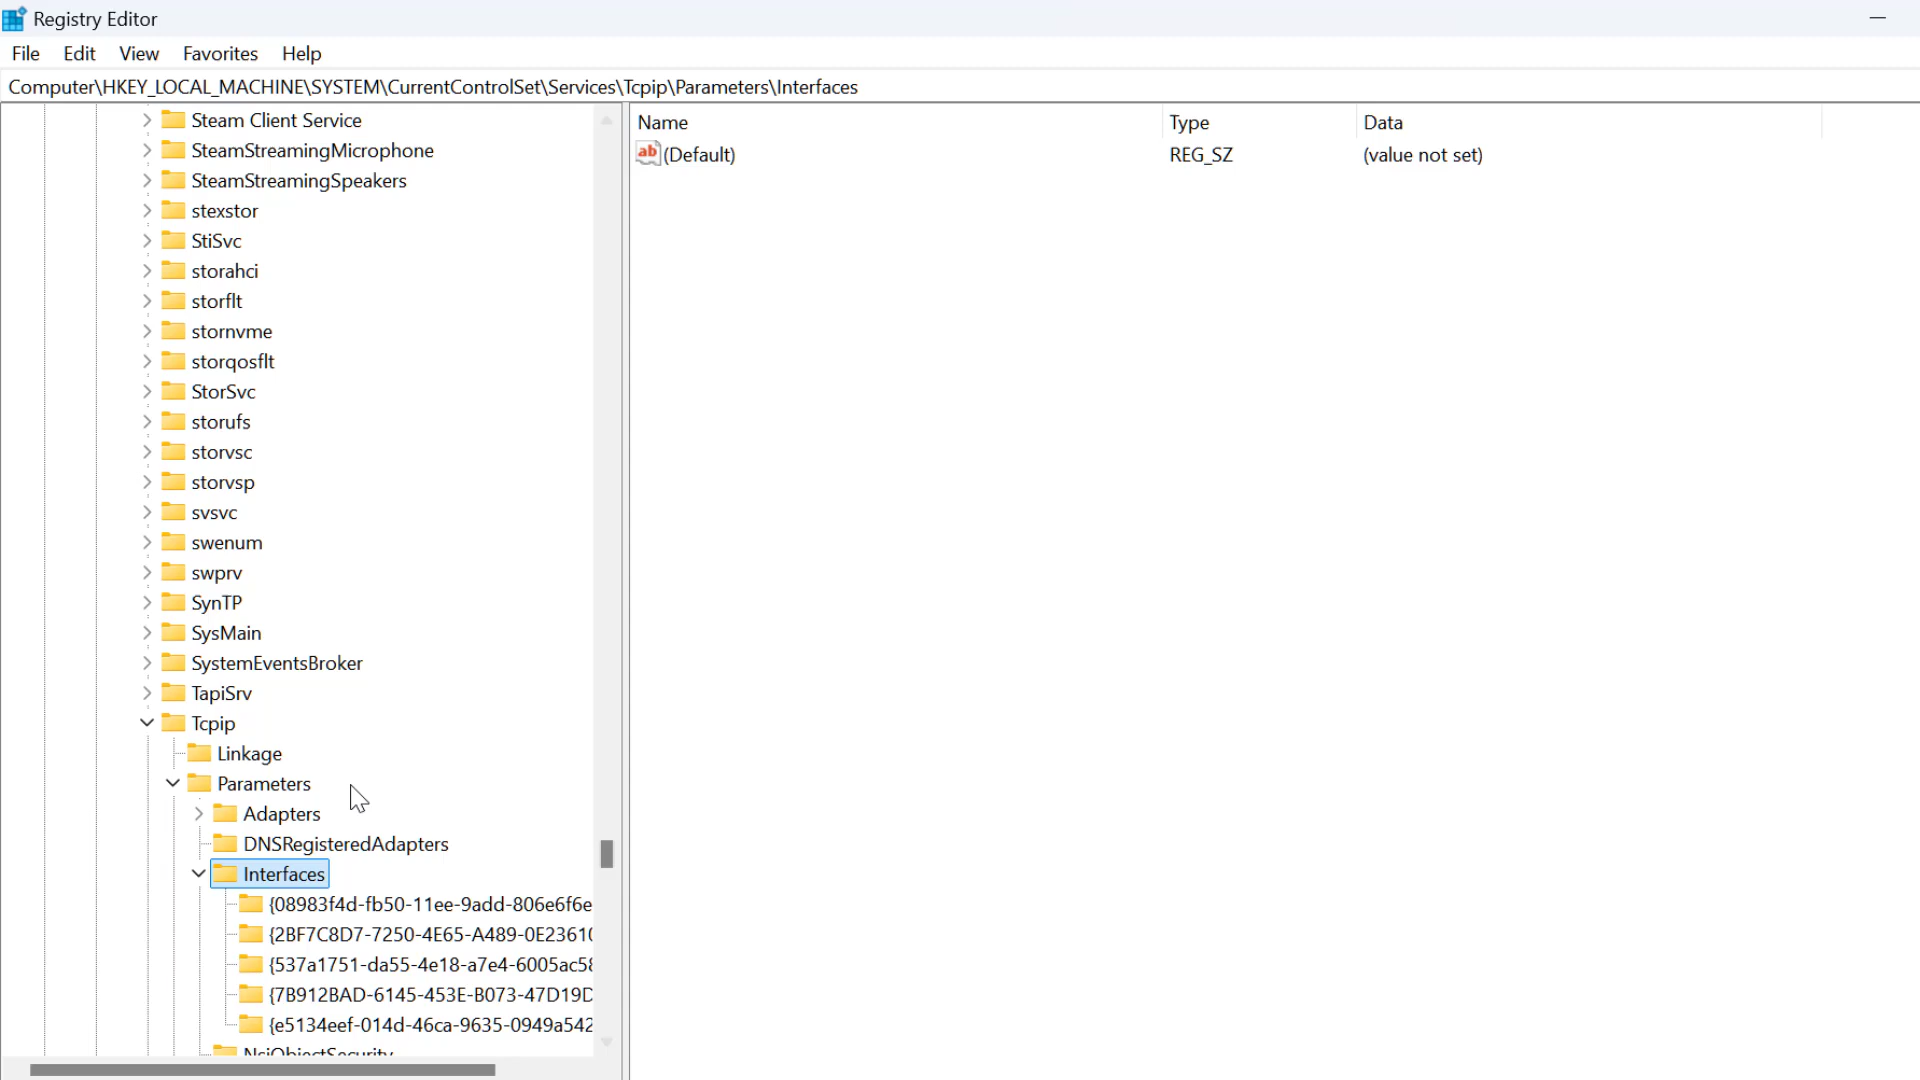 Registry Editor
File Edit View Favorites Help
Computer\HKEY_LOCAL_MACHINE\SYSTEM\CurrentControlSet\Services\Tcpip\Parameters\Interfaces
Name Type Data
ab (Default) REG_SZ (value not set)
Steam Client Service
SteamStreamingMicrophone
SteamStreamingSpeakers
stexstor
StiSvc
storahci
storflt
stornvme
storqosflt
StorSvc
storufs
storvsc
storvsp
svsvc
swenum
swprv
SynTP
SysMain
SystemEventsBroker
TapiSrv
Tcpip
Linkage
Parameters
Adapters
DNSRegisteredAdapters
Interfaces
{08983f4d-fb50-11ee-9add-806e6f6e
{2BF7C8D7-7250-4E65-A489-0E2361
{537a1751-da55-4e18-a7e4-6005ac5
{7B912BAD-6145-453E-B073-47D19D
{e5134eef-014d-46ca-9635-0949a542
NsiObjectSecurity